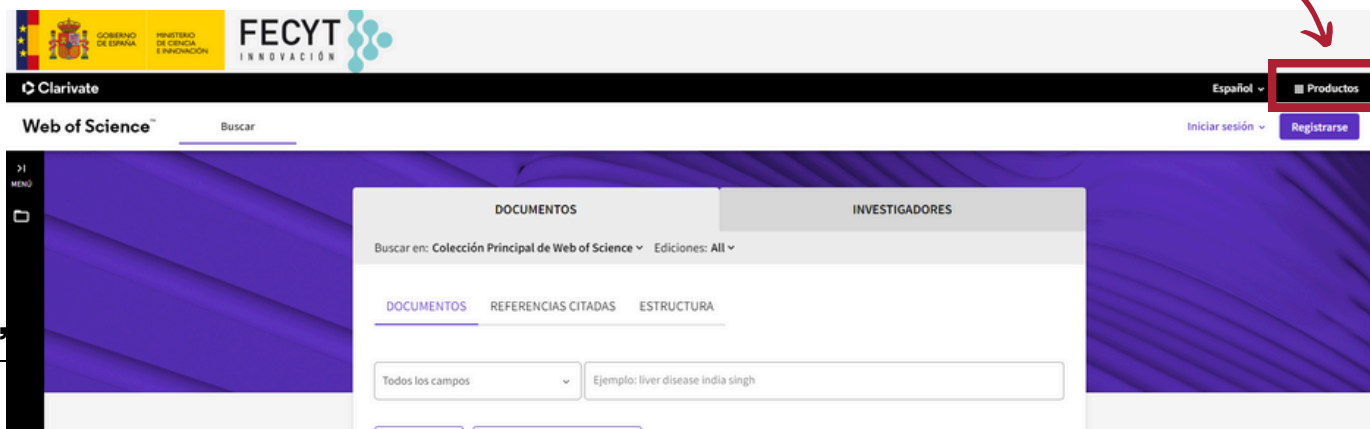 GOBIERNO DE ESPAÑA
MINISTERIO DE CIENCIA E INNOVACIÓN
FECYT
INNOVACIÓN
Clarivate
Español
Productos
Web of Science™
Buscar
Iniciar sesión
Registrarse
MENÚ
DOCUMENTOS
INVESTIGADORES
Buscar en: Colección Principal de Web of Science Ediciones: All
DOCUMENTOS REFERENCIAS CITADAS ESTRUCTURA
Todos los campos
Ejemplo: liver disease india singh